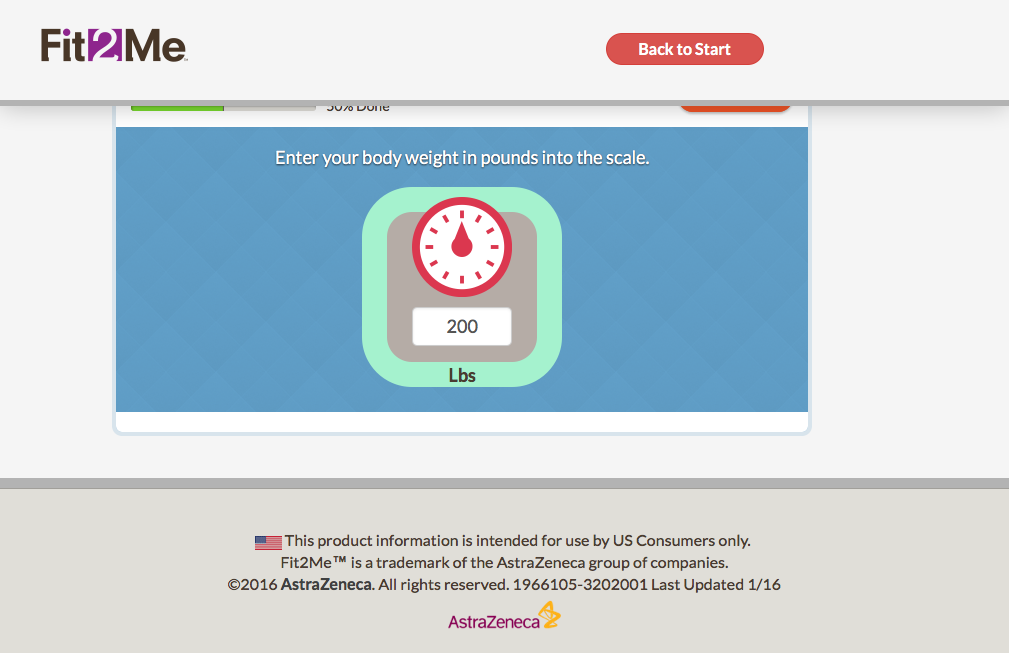 Fit2Me™
Back to Start
50% Done
Enter your body weight in pounds into the scale.
200
Lbs
This product information is intended for use by US Consumers only.
Fit2Me™ is a trademark of the AstraZeneca group of companies.
©2016 AstraZeneca. All rights reserved. 1966105-3202001 Last Updated 1/16
AstraZeneca